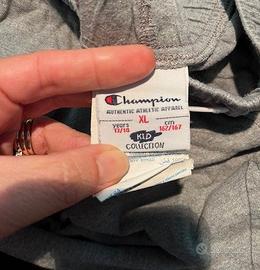 Champion
AUTHENTIC ATHLETIC APPAREL
XL
years cm
13/14 162/167
KID
COLLECTION